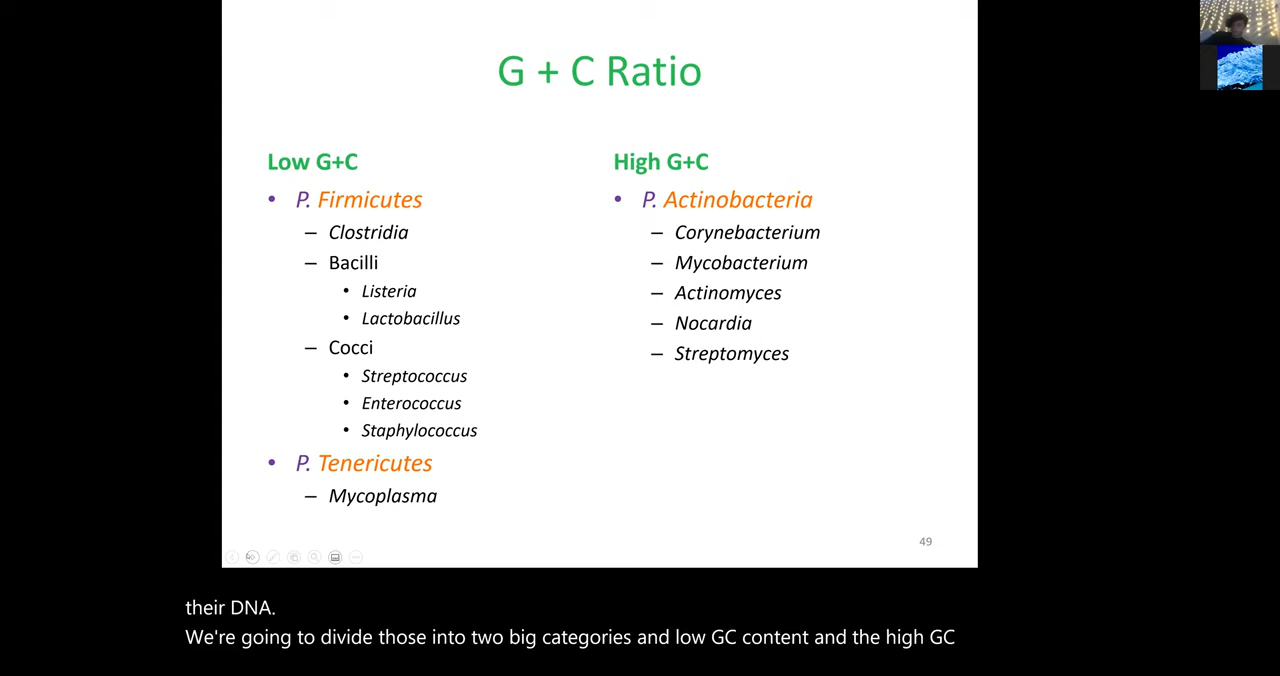 G + C Ratio
Low G+C
• P. Firmicutes
– Clostridia
– Bacilli
• Listeria
• Lactobacillus
– Cocci
• Streptococcus
• Enterococcus
• Staphylococcus
• P. Tenericutes
– Mycoplasma
High G+C
• P. Actinobacteria
– Corynebacterium
– Mycobacterium
– Actinomyces
– Nocardia
– Streptomyces
49
their DNA.
We're going to divide those into two big categories and low GC content and the high GC